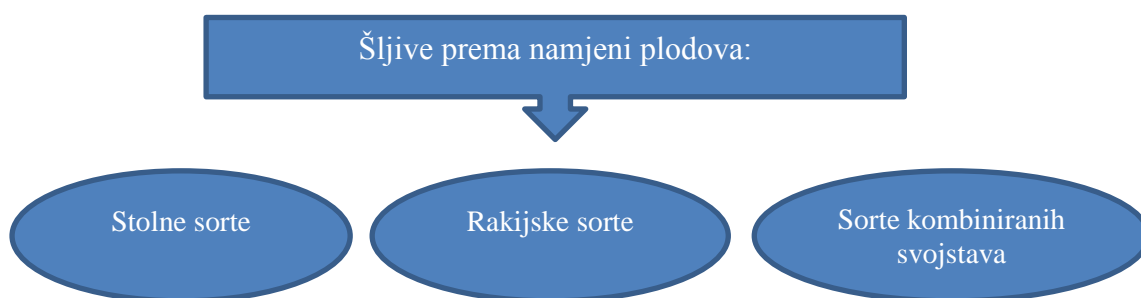 Šljive prema namjeni plodova:
Stolne sorte
Rakijske sorte
Sorte kombiniranih
svojstava